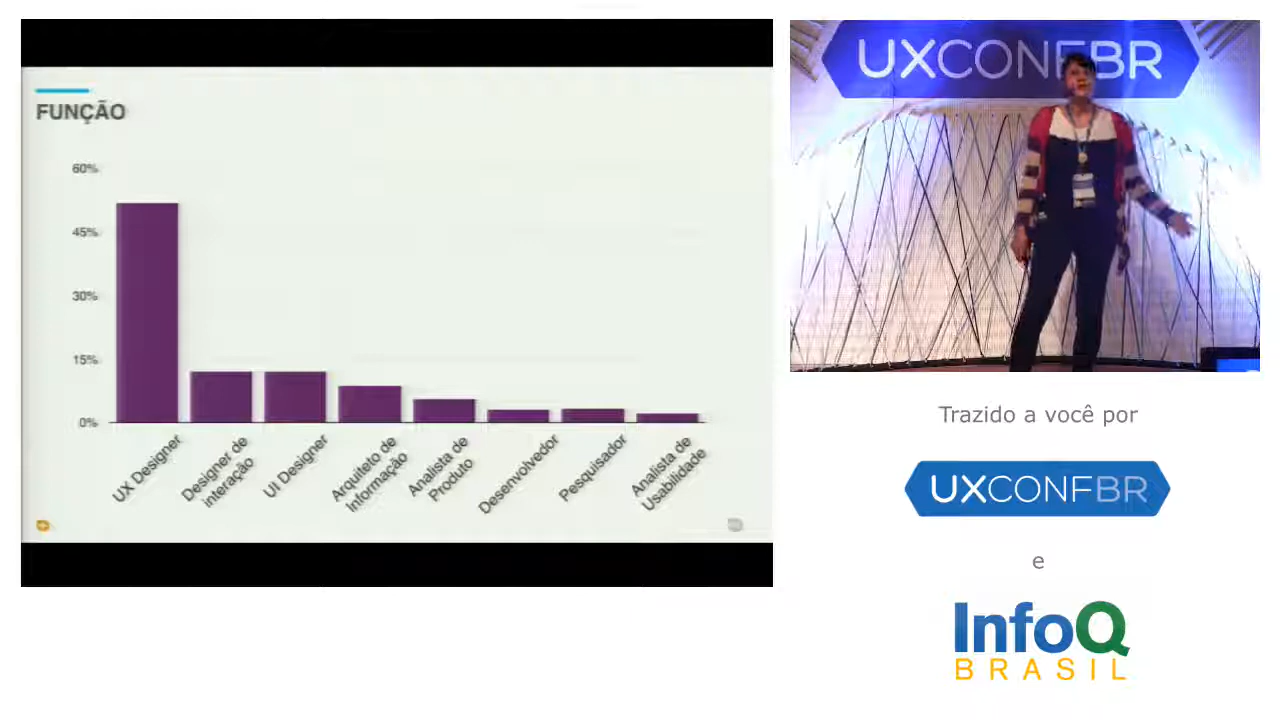 FUNÇÃO
60%
45%
30%
15%
0%
UX Designer
Designer de
interação
UI Designer
Arquiteto de
Informação
Analista de
Produto
Desenvolvedor
Pesquisador
Analista de
Usabilidade
UXCONFBR
Trazido a você por
UXCONFBR
e
InfoQ
BRASIL